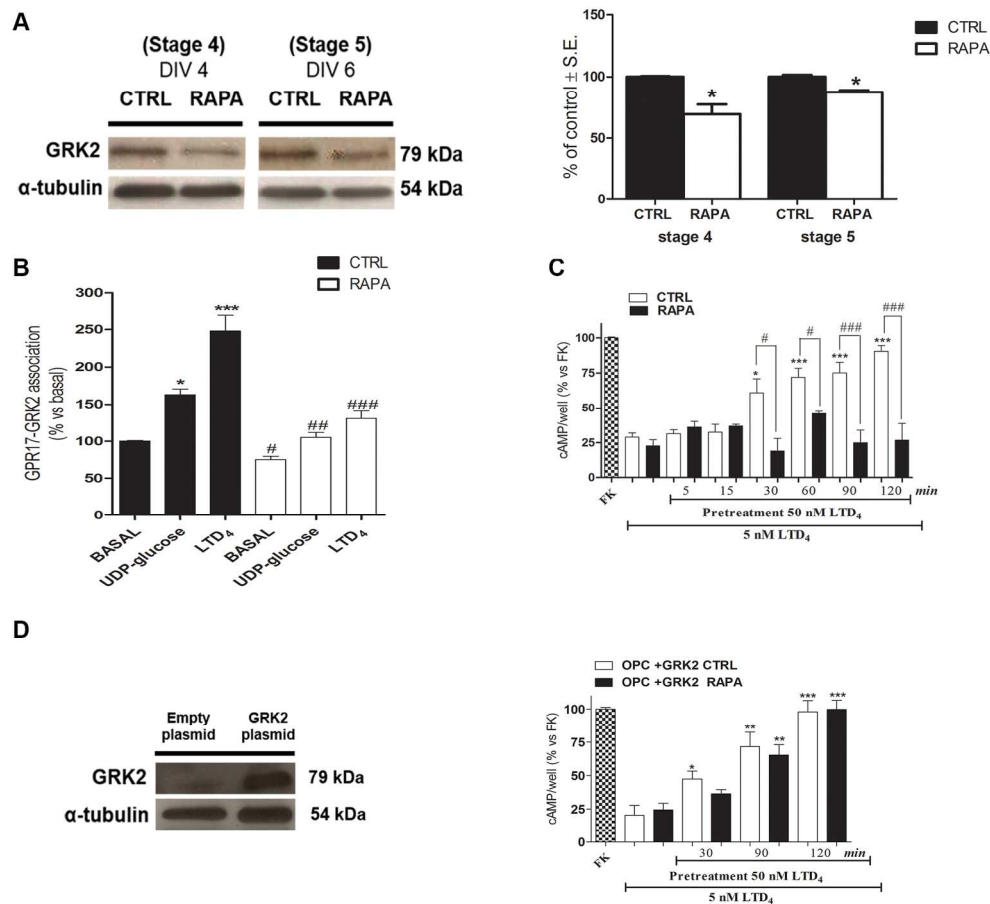 A
(Stage 4)
DIV 4
CTRL RAPA
(Stage 5)
DIV 6
CTRL RAPA
GRK2 79 kDa
α-tubulin 54 kDa
% of control ± S.E.
150
100
50
0
* *
CTRL RAPA CTRL RAPA
stage 4 stage 5
CTRL
RAPA
B
CTRL
RAPA
GPR17-GRK2 association
(% vs basal)
300
250
200
150
100
50
0
* *** # ## ###
BASAL UDP-glucose LTD4 BASAL UDP-glucose LTD4
C
CTRL
RAPA
cAMP/well (% vs FK)
100
75
50
25
0
# # ### ###
* *** *** ***
FK
5 15 30 60 90 120 min
Pretreatment 50 nM LTD4
5 nM LTD4
D
Empty
plasmid
GRK2
plasmid
GRK2 79 kDa
α-tubulin 54 kDa
OPC +GRK2 CTRL
OPC +GRK2 RAPA
cAMP/well (% vs FK)
100
75
50
25
0
* ** ** *** ***
FK
30 90 120 min
Pretreatment 50 nM LTD4
5 nM LTD4